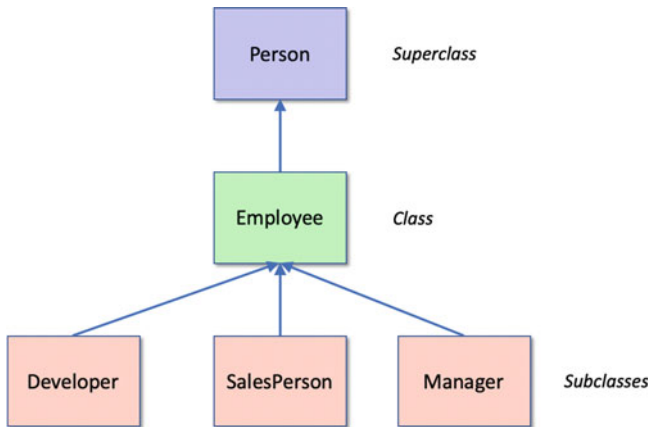 Person
Superclass
Employee
Class
Developer
SalesPerson
Manager
Subclasses